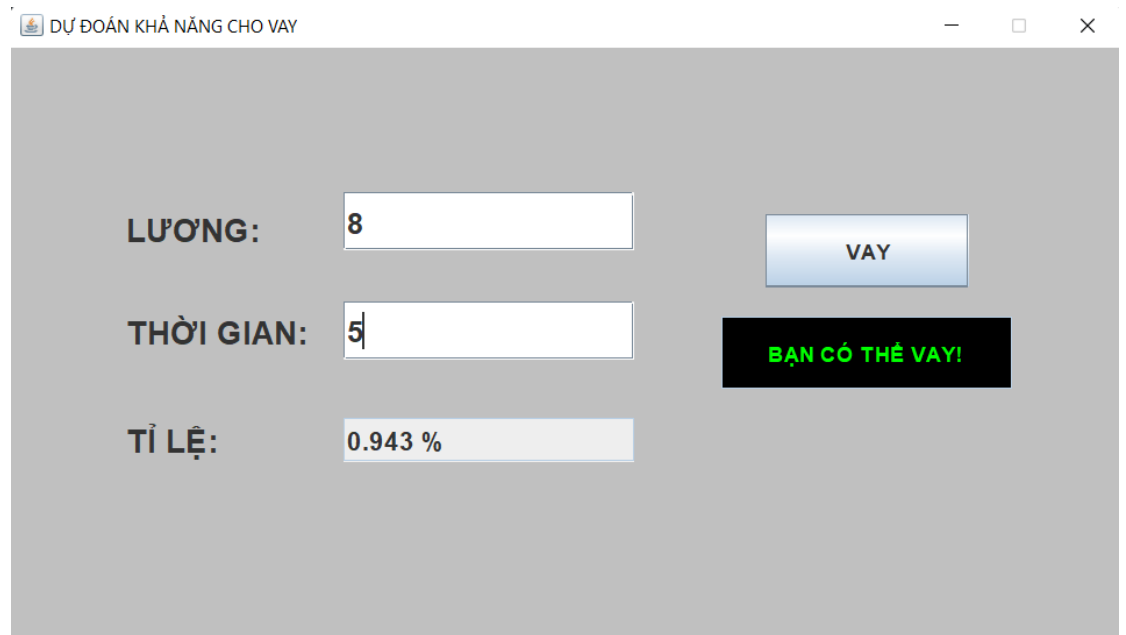 DỰ ĐOÁN KHẢ NĂNG CHO VAY
LƯƠNG:
8
VAY
THỜI GIAN:
5
BẠN CÓ THỂ VAY!
TỈ LỆ:
0.943 %